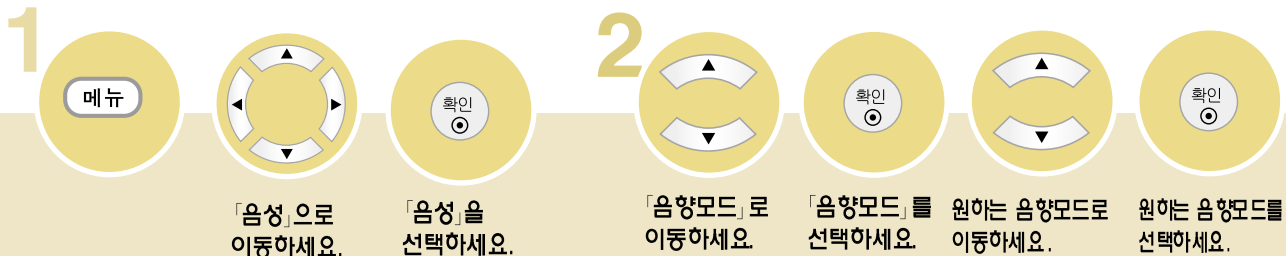 1
메뉴
확인
「음성」으로
이동하세요.
「음성」을
선택하세요.
2
확인
확인
「음향모드」로
이동하세요.
「음향모드」를
선택하세요.
원하는 음향모드로
이동하세요.
원하는 음향모드를
선택하세요.